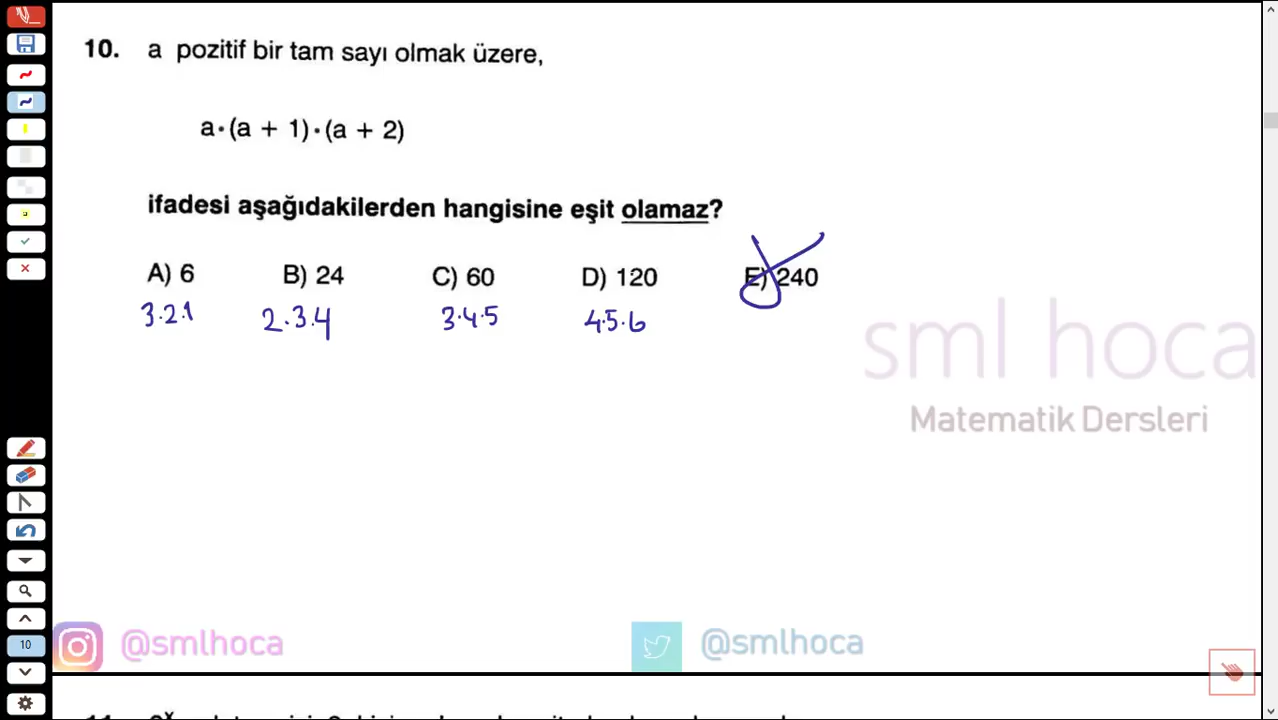 10. a pozitif bir tam sayı olmak üzere,
a·(a + 1)·(a + 2)
ifadesi aşağıdakilerden hangisine eşit olamaz?
A) 6 B) 24 C) 60 D) 120 E) 240
3·2·1 2·3·4 3·4·5 4·5·6
sml hoca
Matematik Dersleri
@smlhoca @smlhoca
10